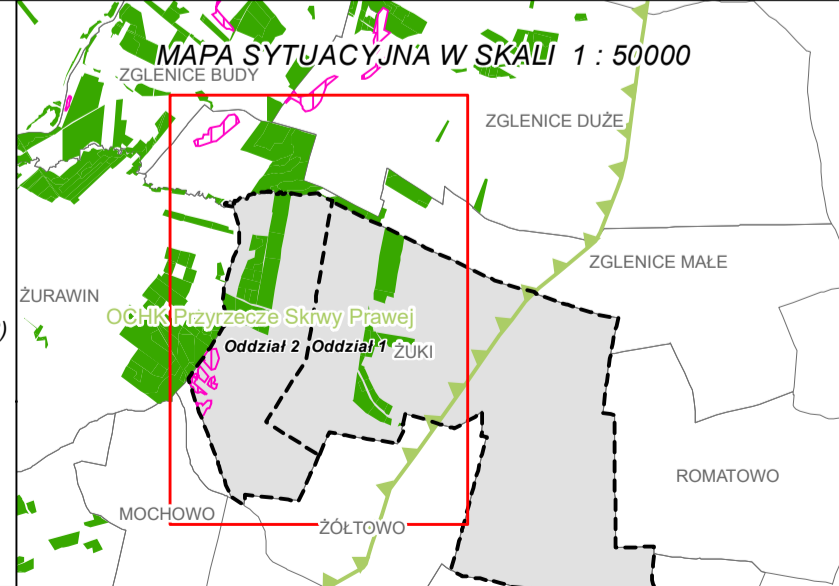 MAPA SYTUACYJNA W SKALI 1 : 50000
ZGLENICE BUDY
ZGLENICE DUŻE
ZGLENICE MAŁE
ŻURAWIN
OCHK Przyrzecze Skrwy Prawej
Oddział 2 Oddział 1
ŻUKI
ROMATOWO
MOCHOWO
ŻÓŁTOWO